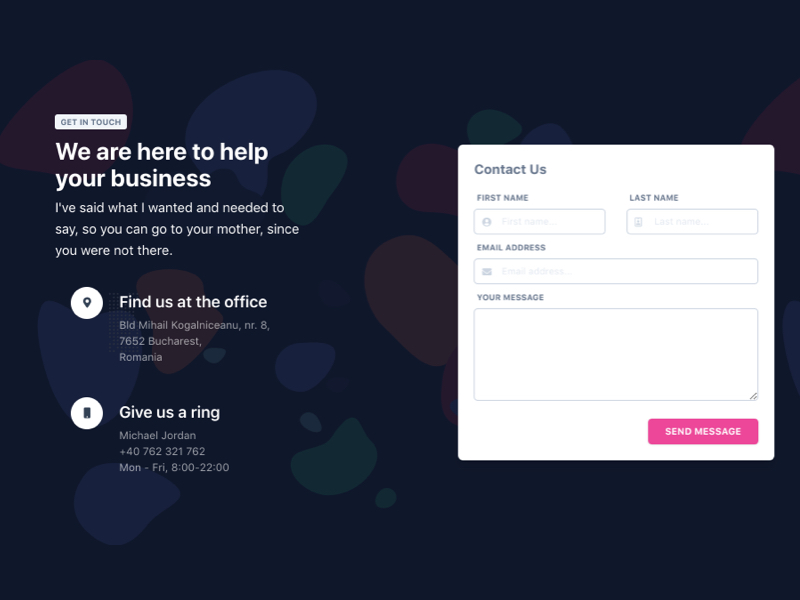 GET IN TOUCH
We are here to help
your business
I've said what I wanted and needed to
say, so you can go to your mother, since
you were not there.
Find us at the office
Bld Mihail Kogalniceanu, nr. 8,
7652 Bucharest,
Romania
Give us a ring
Michael Jordan
+40 762 321 762
Mon - Fri, 8:00-22:00
Contact Us
FIRST NAME
LAST NAME
First name...
Last name...
EMAIL ADDRESS
Email address...
YOUR MESSAGE
SEND MESSAGE